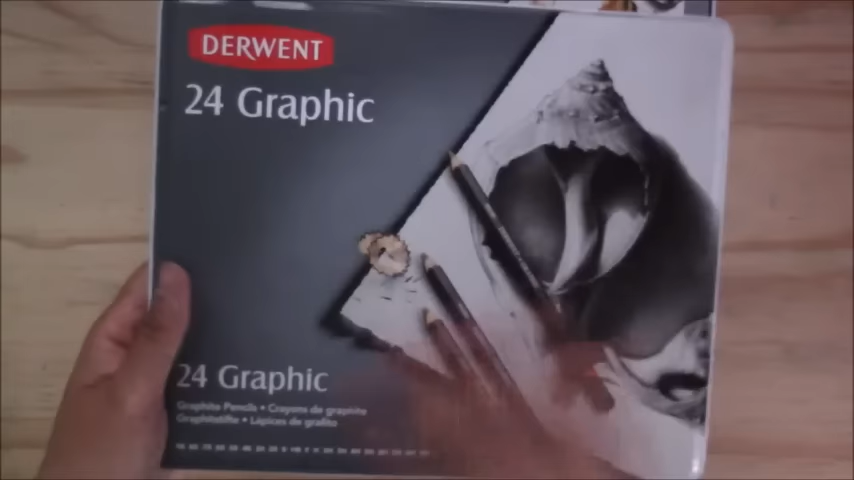 DERWENT
24 Graphic
24 Graphic
Graphite Pencils • Crayons de graphite
Graphitstifte • Lápices de grafito